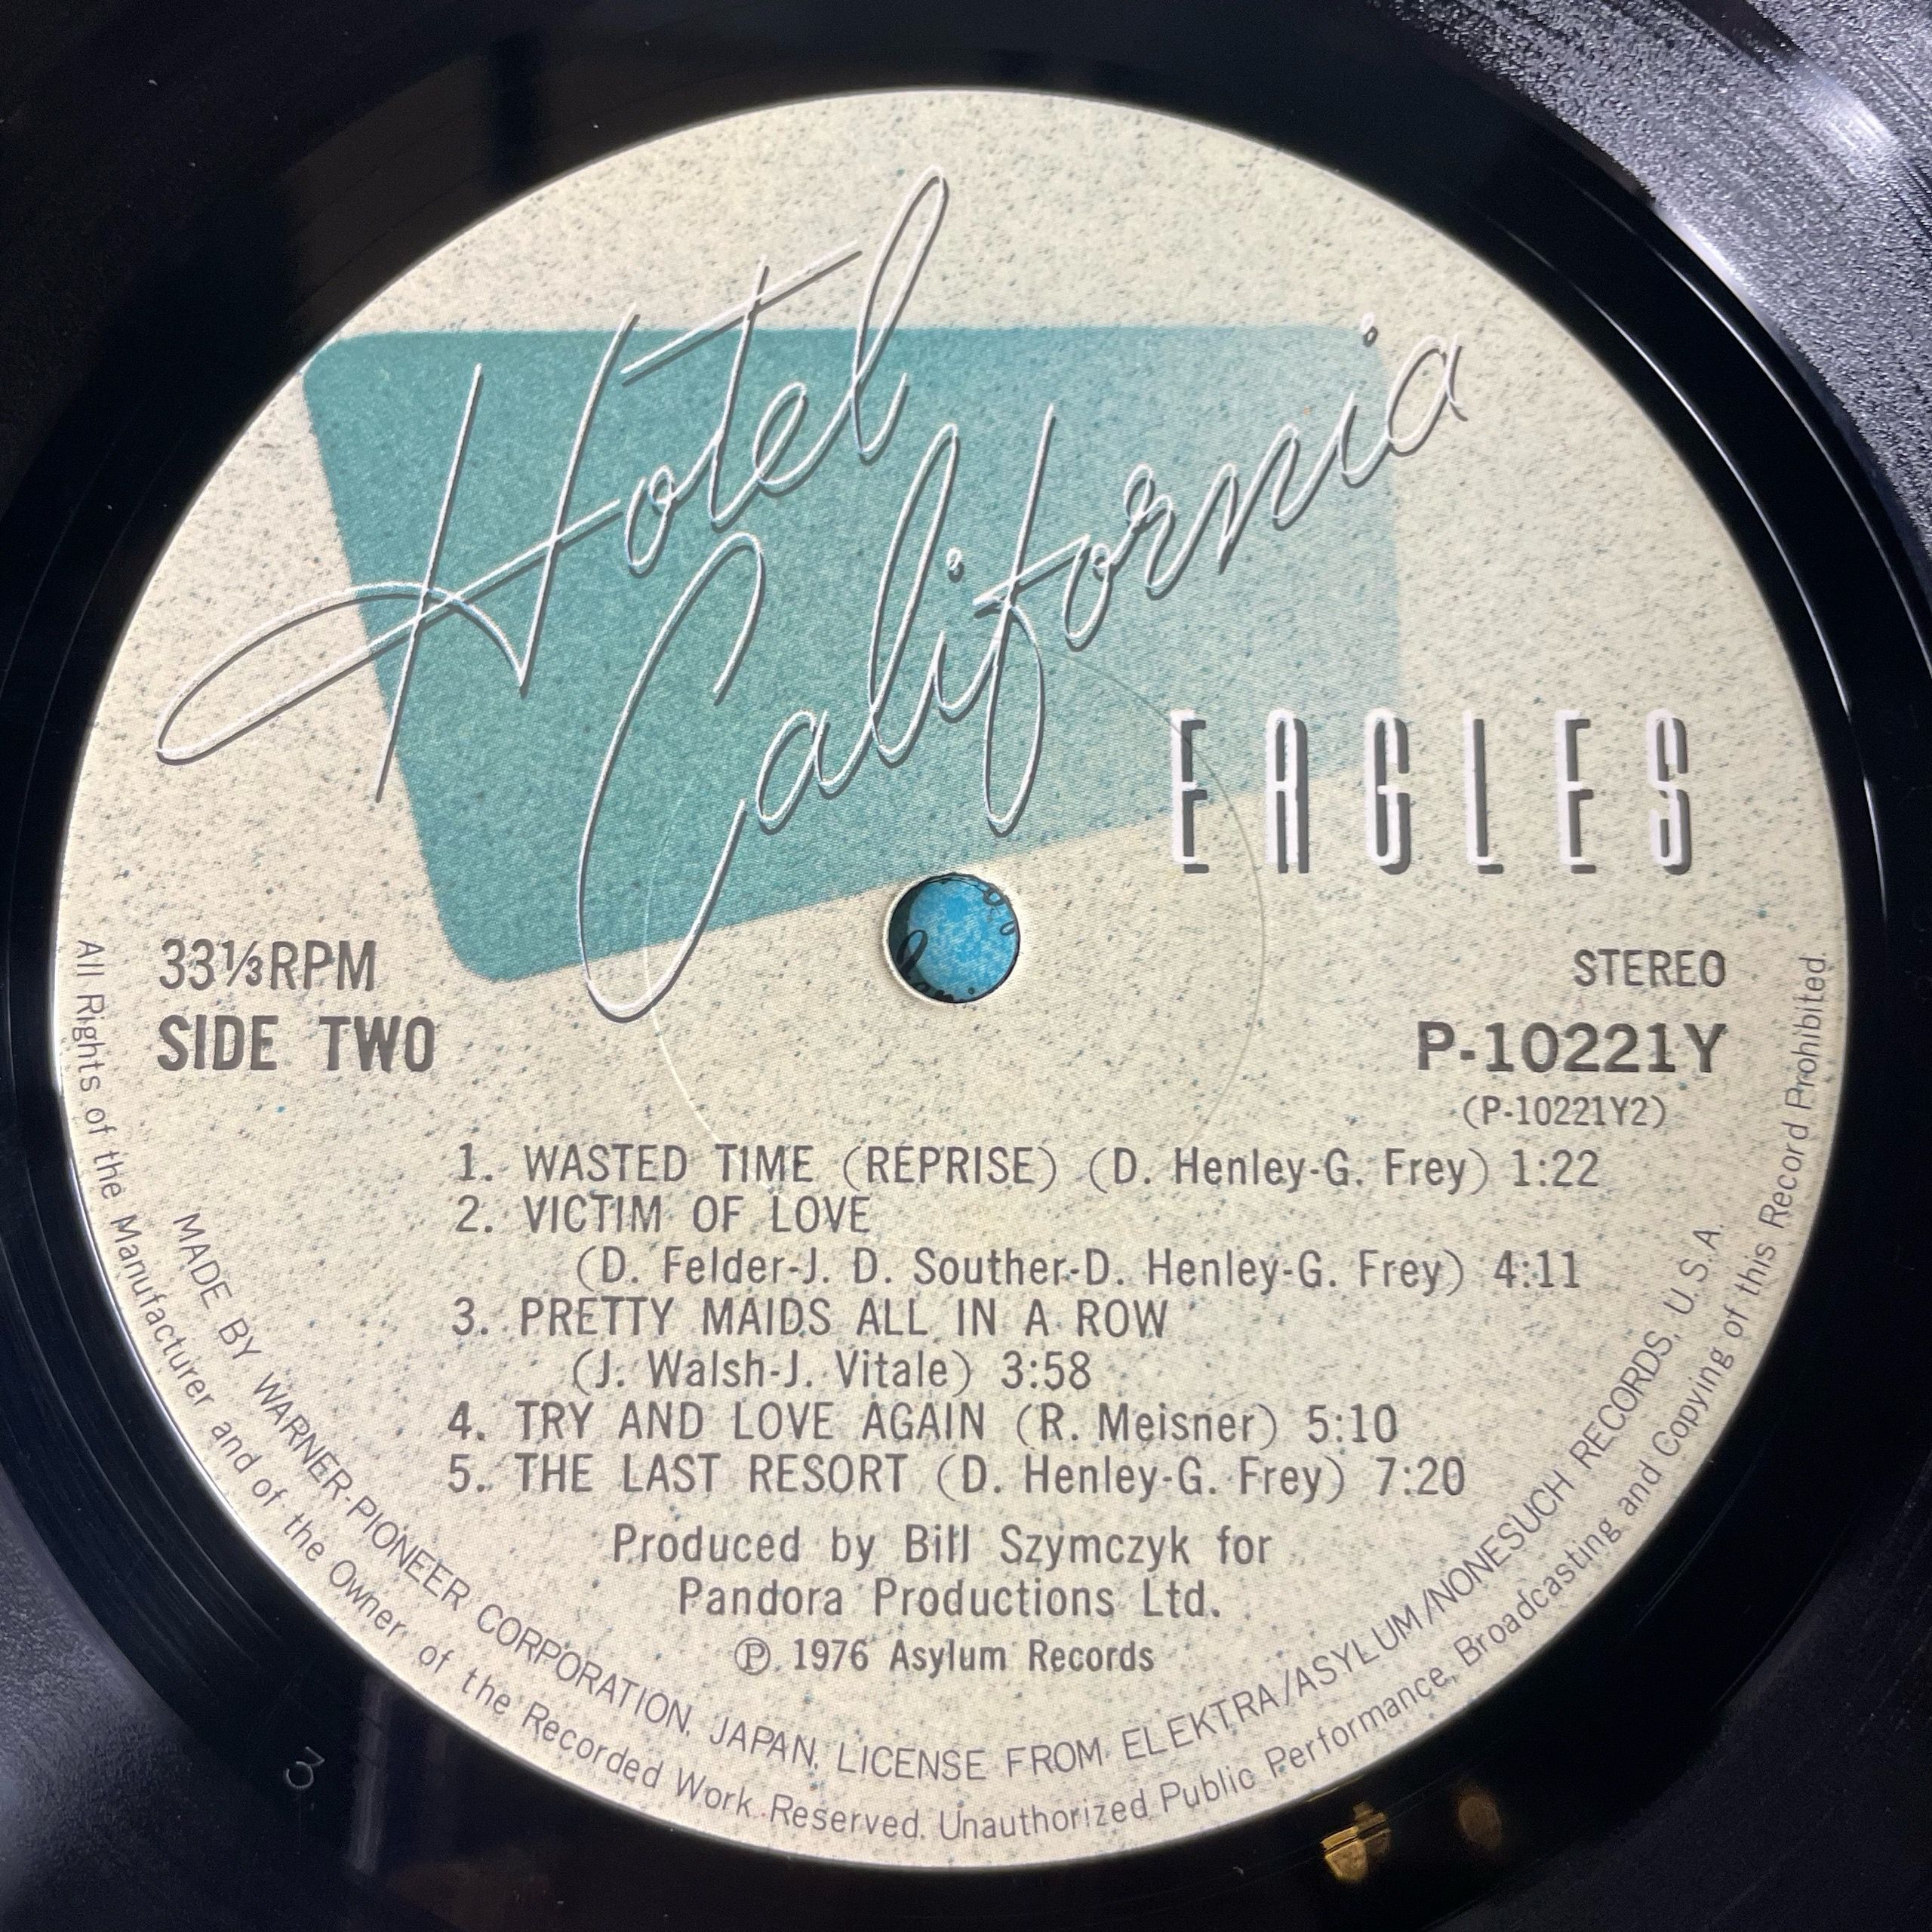 Hotel
California
EAGLES
33⅓RPM
SIDE TWO
STEREO
P-10221Y
(P-10221Y2)
1. WASTED TIME (REPRISE) (D. Henley-G. Frey) 1:22
2. VICTIM OF LOVE
(D. Felder-J. D. Souther-D. Henley-G. Frey) 4:11
3. PRETTY MAIDS ALL IN A ROW
(J. Walsh-J. Vitale) 3:58
4. TRY AND LOVE AGAIN (R. Meisner) 5:10
5. THE LAST RESORT (D. Henley-G. Frey) 7:20
Produced by Bill Szymczyk for
Pandora Productions Ltd.
℗ 1976 Asylum Records
MADE BY WARNER-PIONEER CORPORATION, JAPAN, LICENSE FROM ELEKTRA/ASYLUM/NONESUCH RECORDS, U.S.A.
All Rights of the Manufacturer and of the Owner of the Recorded Work Reserved. Unauthorized Public Performance, Broadcasting and Copying of this Record Prohibited.
3